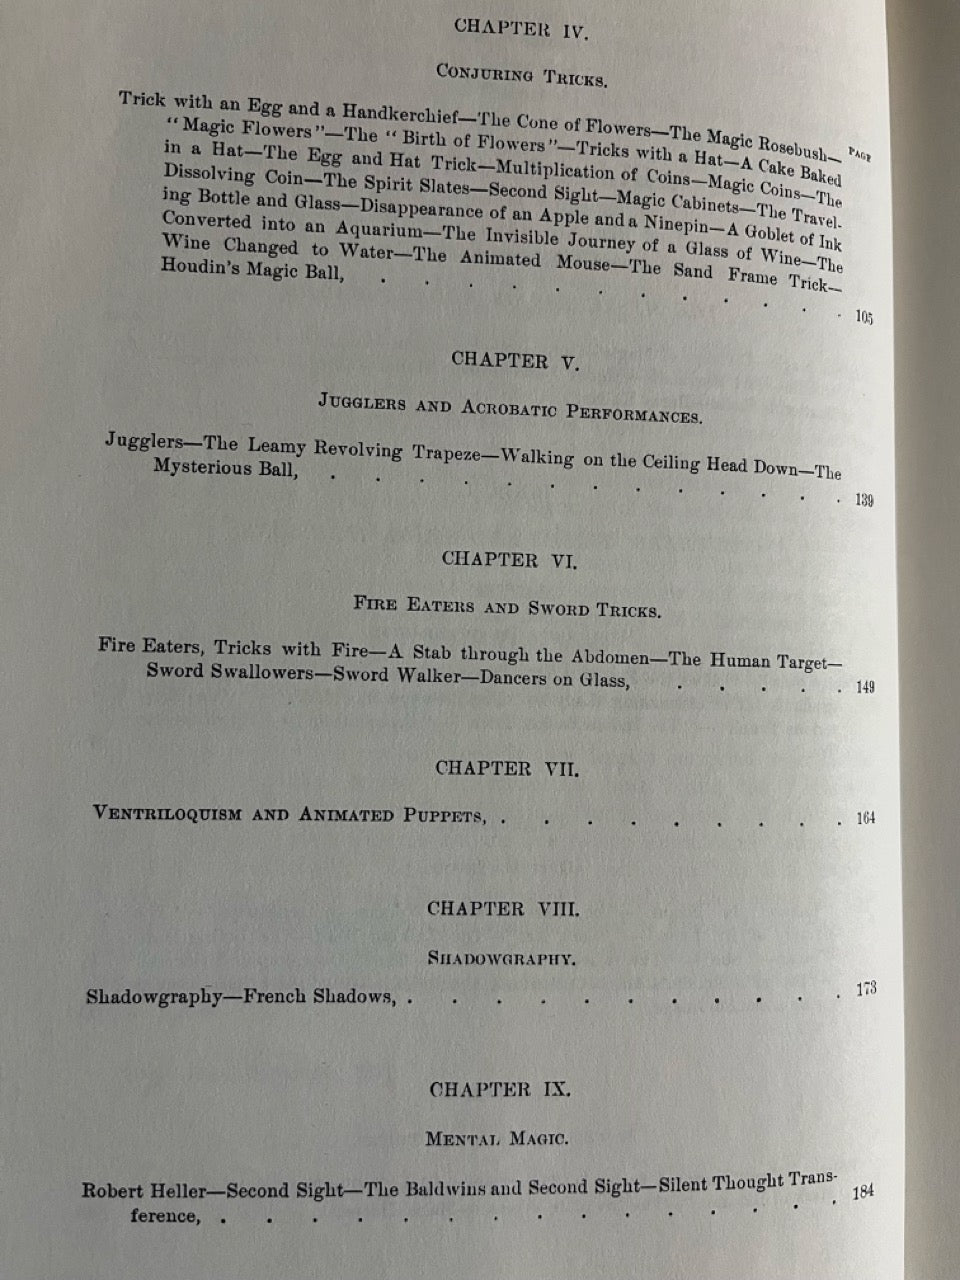 CHAPTER IV.
CONJURING TRICKS.
PAGE
Trick with an Egg and a Handkerchief—The Cone of Flowers—The Magic Rosebush—
“Magic Flowers”—The “Birth of Flowers”—Tricks with a Hat—A Cake Baked
in a Hat—The Egg and Hat Trick—Multiplication of Coins—Magic Coins—The
Dissolving Coin—The Spirit Slates—Second Sight—Magic Cabinets—The Travel-
ing Bottle and Glass—Disappearance of an Apple and a Ninepin—A Goblet of Ink
Converted into an Aquarium—The Invisible Journey of a Glass of Wine—The
Wine Changed to Water—The Animated Mouse—The Sand Frame Trick—
Houdin's Magic Ball, . . . . . . . . . . . . 105
CHAPTER V.
JUGGLERS AND ACROBATIC PERFORMANCES.
Jugglers—The Leamy Revolving Trapeze—Walking on the Ceiling Head Down—The
Mysterious Ball, . . . . . . . . . . . . . 139
CHAPTER VI.
FIRE EATERS AND SWORD TRICKS.
Fire Eaters, Tricks with Fire—A Stab through the Abdomen—The Human Target—
Sword Swallowers—Sword Walker—Dancers on Glass, . . . . . 149
CHAPTER VII.
VENTRILOQUISM AND ANIMATED PUPPETS, . . . . . . . . . 164
CHAPTER VIII.
SHADOWGRAPHY.
Shadowgraphy—French Shadows, . . . . . . . . . . . 173
CHAPTER IX.
MENTAL MAGIC.
Robert Heller—Second Sight—The Baldwins and Second Sight—Silent Thought Trans-
ference, . . . . . . . . . . . . . . . 184